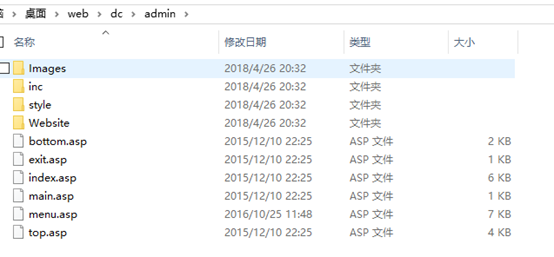 桌面 › web › dc › admin ›
名称 修改日期 类型 大小
Images 2018/4/26 20:32 文件夹
inc 2018/4/26 20:32 文件夹
style 2018/4/26 20:32 文件夹
Website 2018/4/26 20:32 文件夹
bottom.asp 2015/12/10 22:25 ASP 文件 2 KB
exit.asp 2015/12/10 22:25 ASP 文件 1 KB
index.asp 2015/12/10 22:25 ASP 文件 6 KB
main.asp 2015/12/10 22:25 ASP 文件 1 KB
menu.asp 2016/10/25 11:48 ASP 文件 7 KB
top.asp 2015/12/10 22:25 ASP 文件 4 KB